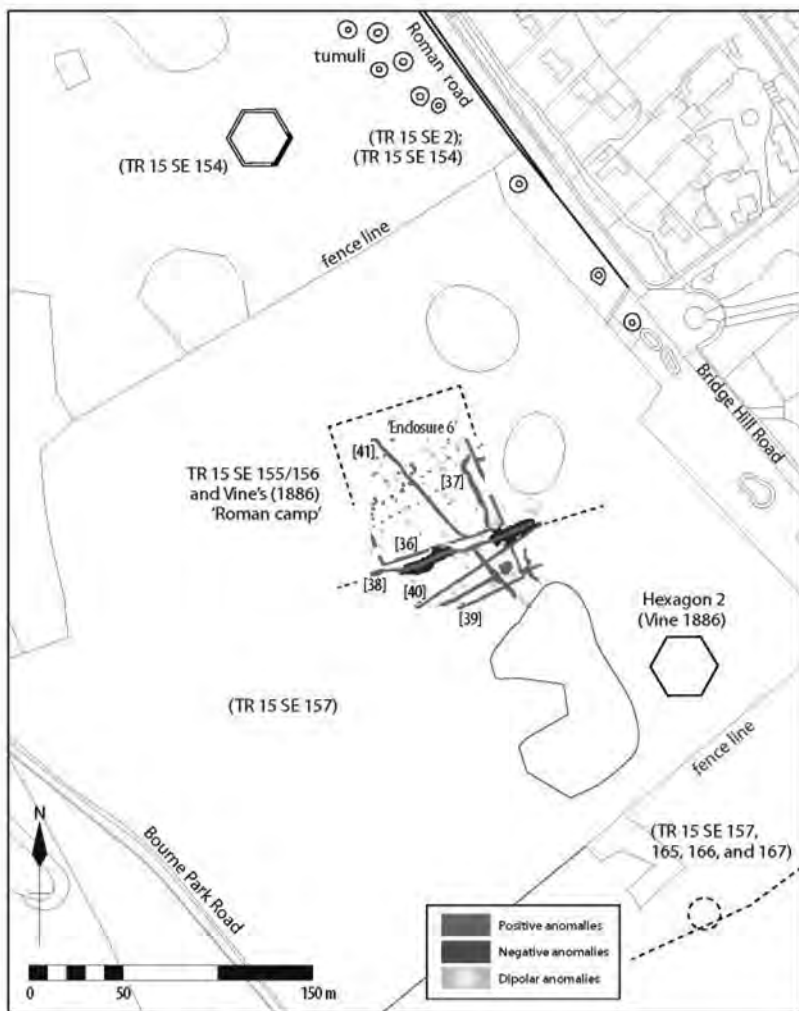 tumuli
Roman road
(TR 15 SE 2);
(TR 15 SE 154)
(TR 15 SE 154)
fence line
Bridge Hill Road
'Enclosure 6'
[41]
[37]
TR 15 SE 155/156
and Vine's (1886)
'Roman camp'
[36]
[38]
[40]
[39]
Hexagon 2
(Vine 1886)
(TR 15 SE 157)
fence line
N
Bourne Park Road
(TR 15 SE 157,
165, 166, and 167)
Positive anomalies
Negative anomalies
Dipolar anomalies
0 50 150 m